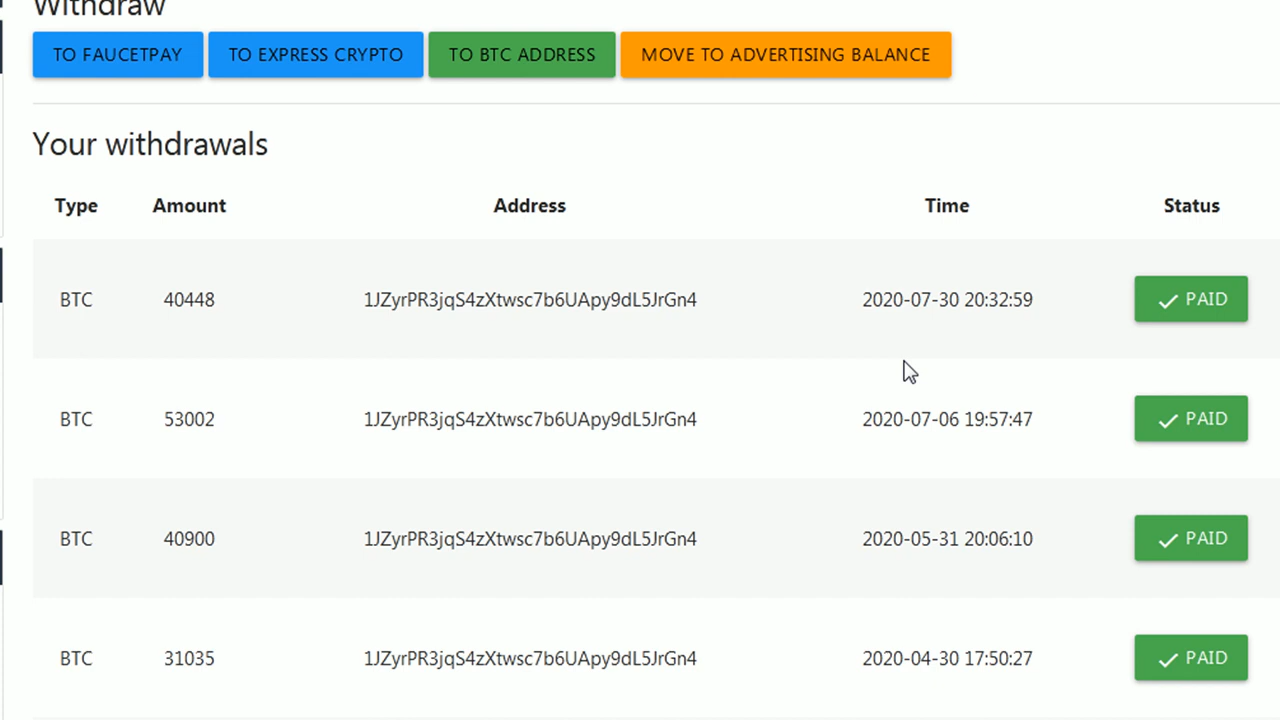 Withdraw
TO FAUCETPAY TO EXPRESS CRYPTO TO BTC ADDRESS MOVE TO ADVERTISING BALANCE
Your withdrawals
Type Amount Address Time Status
BTC 40448 1JZyrPR3jqS4zXtwsc7b6UApy9dL5JrGn4 2020-07-30 20:32:59 PAID
BTC 53002 1JZyrPR3jqS4zXtwsc7b6UApy9dL5JrGn4 2020-07-06 19:57:47 PAID
BTC 40900 1JZyrPR3jqS4zXtwsc7b6UApy9dL5JrGn4 2020-05-31 20:06:10 PAID
BTC 31035 1JZyrPR3jqS4zXtwsc7b6UApy9dL5JrGn4 2020-04-30 17:50:27 PAID